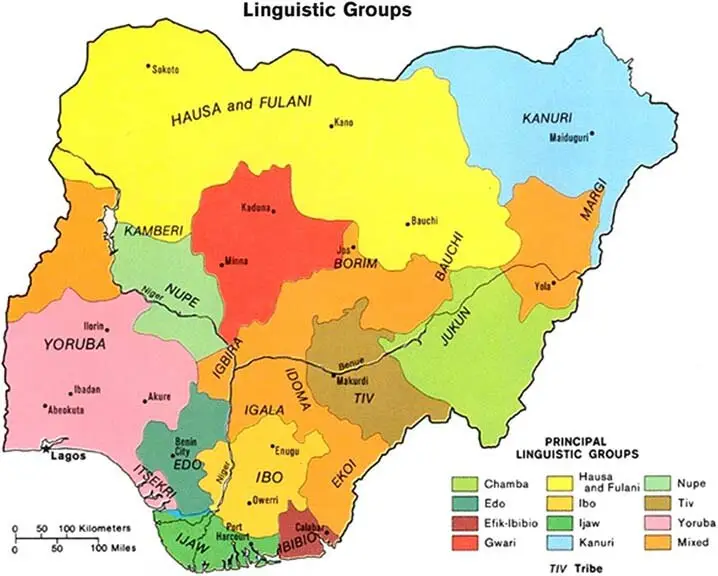 Linguistic Groups
Sokoto
HAUSA and FULANI
Kano
KANURI
Maiduguri
MARGI
Kaduna
KAMBERI
Bauchi
BAUCHI
Jos
BORIM
Minna
Yola
Niger
NUPE
Ilorin
YORUBA
JUKUN
IGBIRA
Benue
Makurdi
IDOMA
TIV
Ibadan
Akure
Abeokuta
IGALA
Lagos
Benin
City
EDO
Enugu
IBO
EKOI
ITSEKRI
Niger
Owerri
Port
Harcourt
Calabar
IJAW
IBIBIO
0 50 100 Kilometers
0 50 100 Miles
PRINCIPAL
LINGUISTIC GROUPS
Chamba
Edo
Efik-Ibibio
Gwari
Hausa
and Fulani
Ibo
Ijaw
Kanuri
Nupe
Tiv
Yoruba
Mixed
TIV Tribe